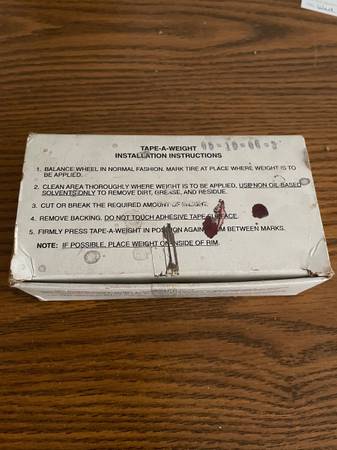 TAPE-A-WEIGHT
INSTALLATION INSTRUCTIONS
1. BALANCE WHEEL IN NORMAL FASHION. MARK TIRE AT PLACE WHERE WEIGHT IS TO
BE APPLIED.
2. CLEAN AREA THOROUGHLY WHERE WEIGHT IS TO BE APPLIED, USE NON OIL-BASED
SOLVENTS ONLY TO REMOVE DIRT, GREASE, AND RESIDUE.
3. CUT OR BREAK THE REQUIRED AMOUNT OF WEIGHT.
4. REMOVE BACKING. DO NOT TOUCH ADHESIVE TAPE SURFACE.
5. FIRMLY PRESS TAPE-A-WEIGHT IN POSITION AGAINST RIM BETWEEN MARKS.
NOTE: IF POSSIBLE, PLACE WEIGHT ON INSIDE OF RIM.